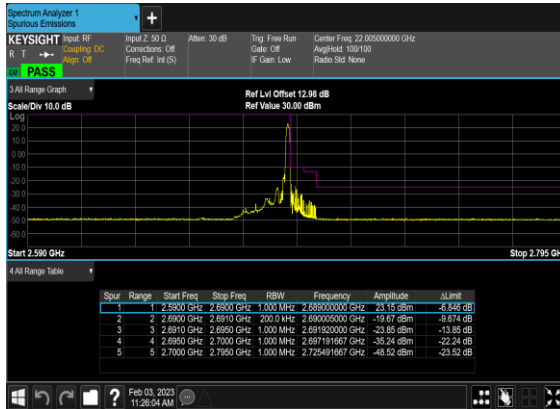 Spectrum Analyzer 1
Spurious Emissions
+
KEYSIGHT Input: RF Input Z: 50 Ω Atten: 30 dB Trig: Free Run Center Freq: 22.005000000 GHz
R T Coupling: DC Corrections: Off Gate: Off Avg|Hold: 100/100
Align: Off Freq Ref: Int (S) IF Gain: Low Radio Std: None
PASS
3 All Range Graph
Ref Lvl Offset 12.98 dB
Scale/Div 10.0 dB Ref Value 30.00 dBm
Log
20.0
10.0
0.00
-10.0
-20.0
-30.0
-40.0
-50.0
-60.0
Start 2.590 GHz Stop 2.795 GHz
4 All Range Table
Spur Range Start Freq Stop Freq RBW Frequency Amplitude ΔLimit
1 1 2.5900 GHz 2.6900 GHz 1.000 MHz 2.689000000 GHz 23.15 dBm -6.846 dB
2 2 2.6900 GHz 2.6910 GHz 200.0 kHz 2.690005000 GHz -19.67 dBm -9.674 dB
3 3 2.6910 GHz 2.6950 GHz 1.000 MHz 2.691920000 GHz -23.85 dBm -13.85 dB
4 4 2.6950 GHz 2.7000 GHz 1.000 MHz 2.697191667 GHz -35.24 dBm -22.24 dB
5 5 2.7000 GHz 2.7950 GHz 1.000 MHz 2.725491667 GHz -48.52 dBm -23.52 dB
? Feb 03, 2023
11:26:04 AM